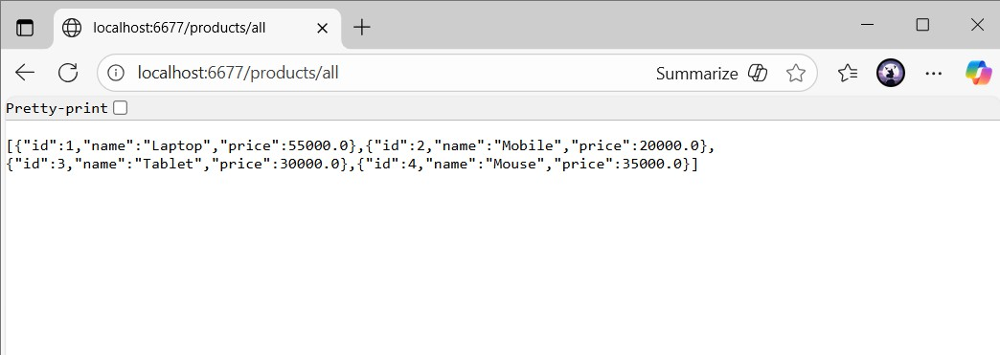 localhost:6677/products/all
localhost:6677/products/all
Summarize
Pretty-print
[{"id":1,"name":"Laptop","price":55000.0},{"id":2,"name":"Mobile","price":20000.0},
{"id":3,"name":"Tablet","price":30000.0},{"id":4,"name":"Mouse","price":35000.0}]